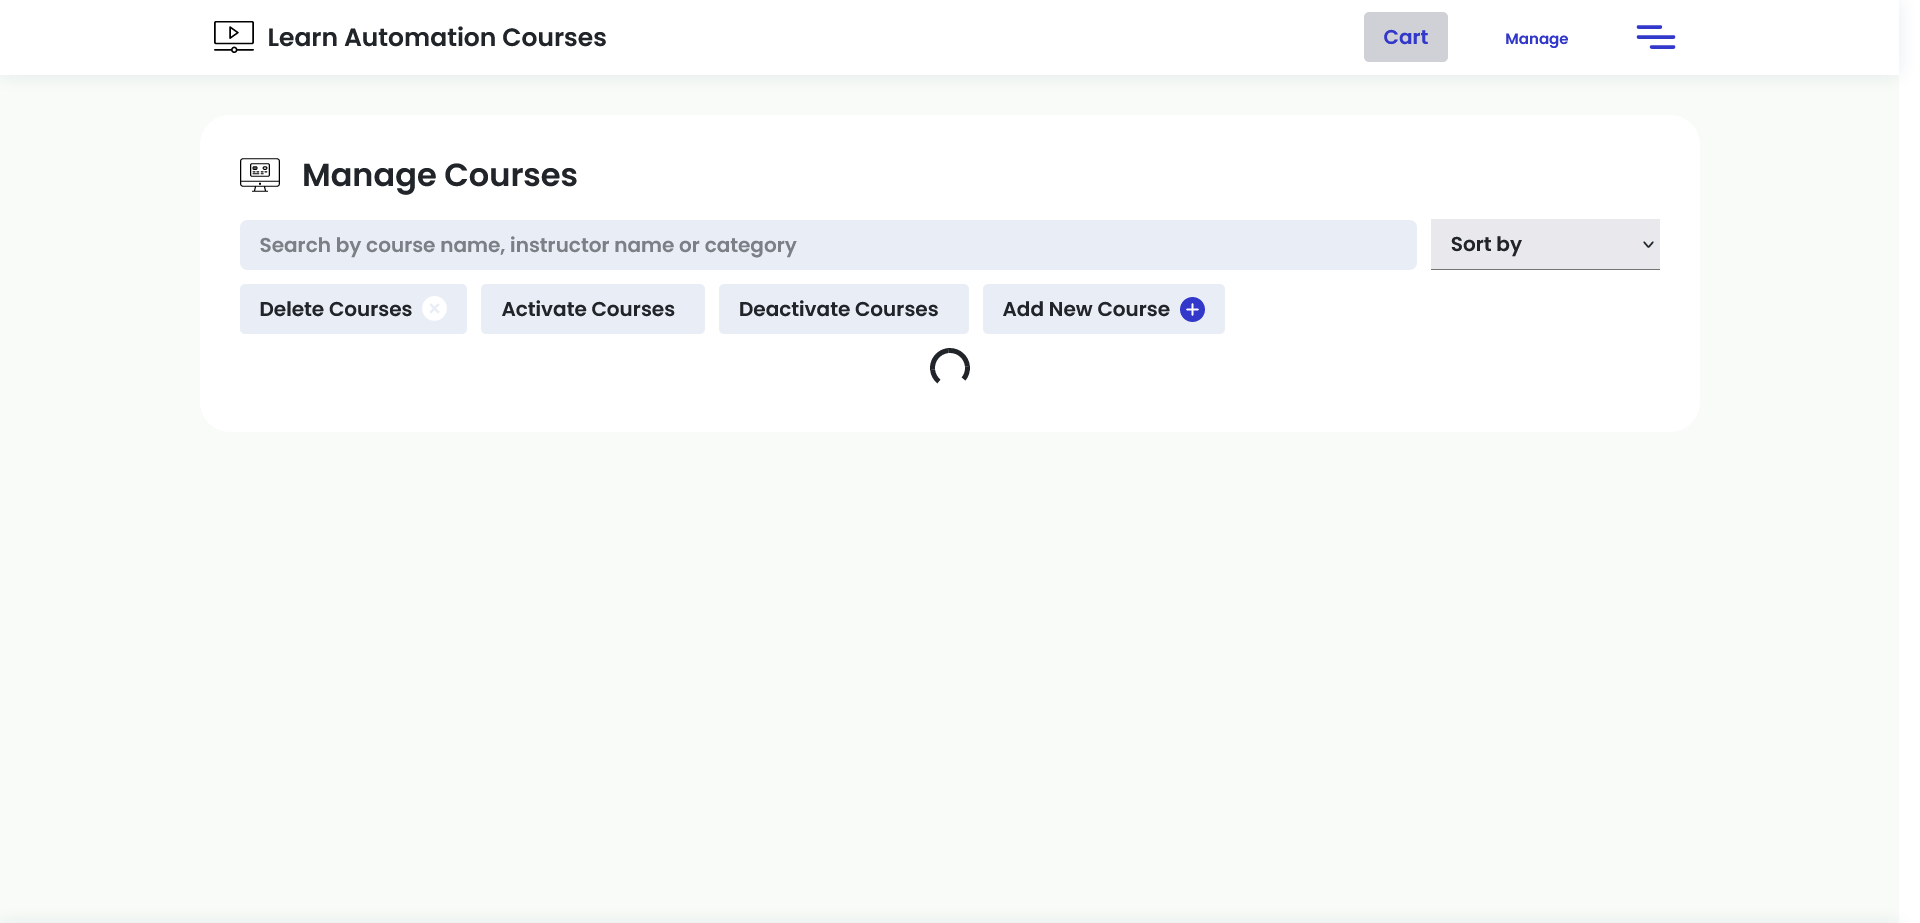 Learn Automation Courses
Cart
Manage
Manage Courses
Search by course name, instructor name or category
Sort by
Delete Courses
Activate Courses
Deactivate Courses
Add New Course